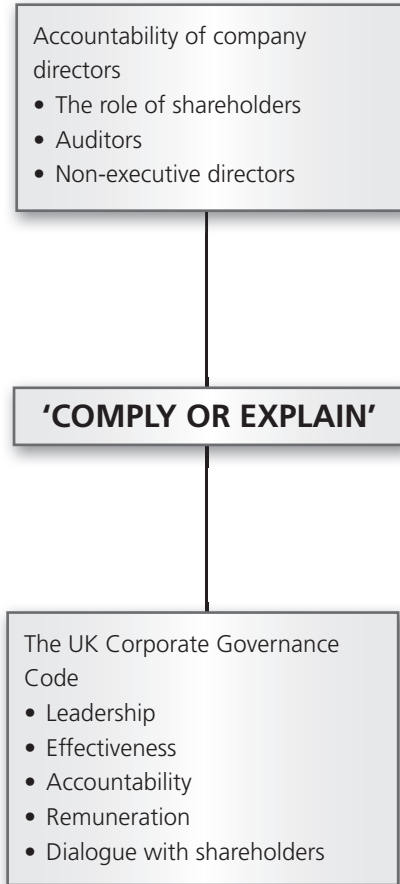 Accountability of company
directors
• The role of shareholders
• Auditors
• Non-executive directors
‘COMPLY OR EXPLAIN’
The UK Corporate Governance
Code
• Leadership
• Effectiveness
• Accountability
• Remuneration
• Dialogue with shareholders